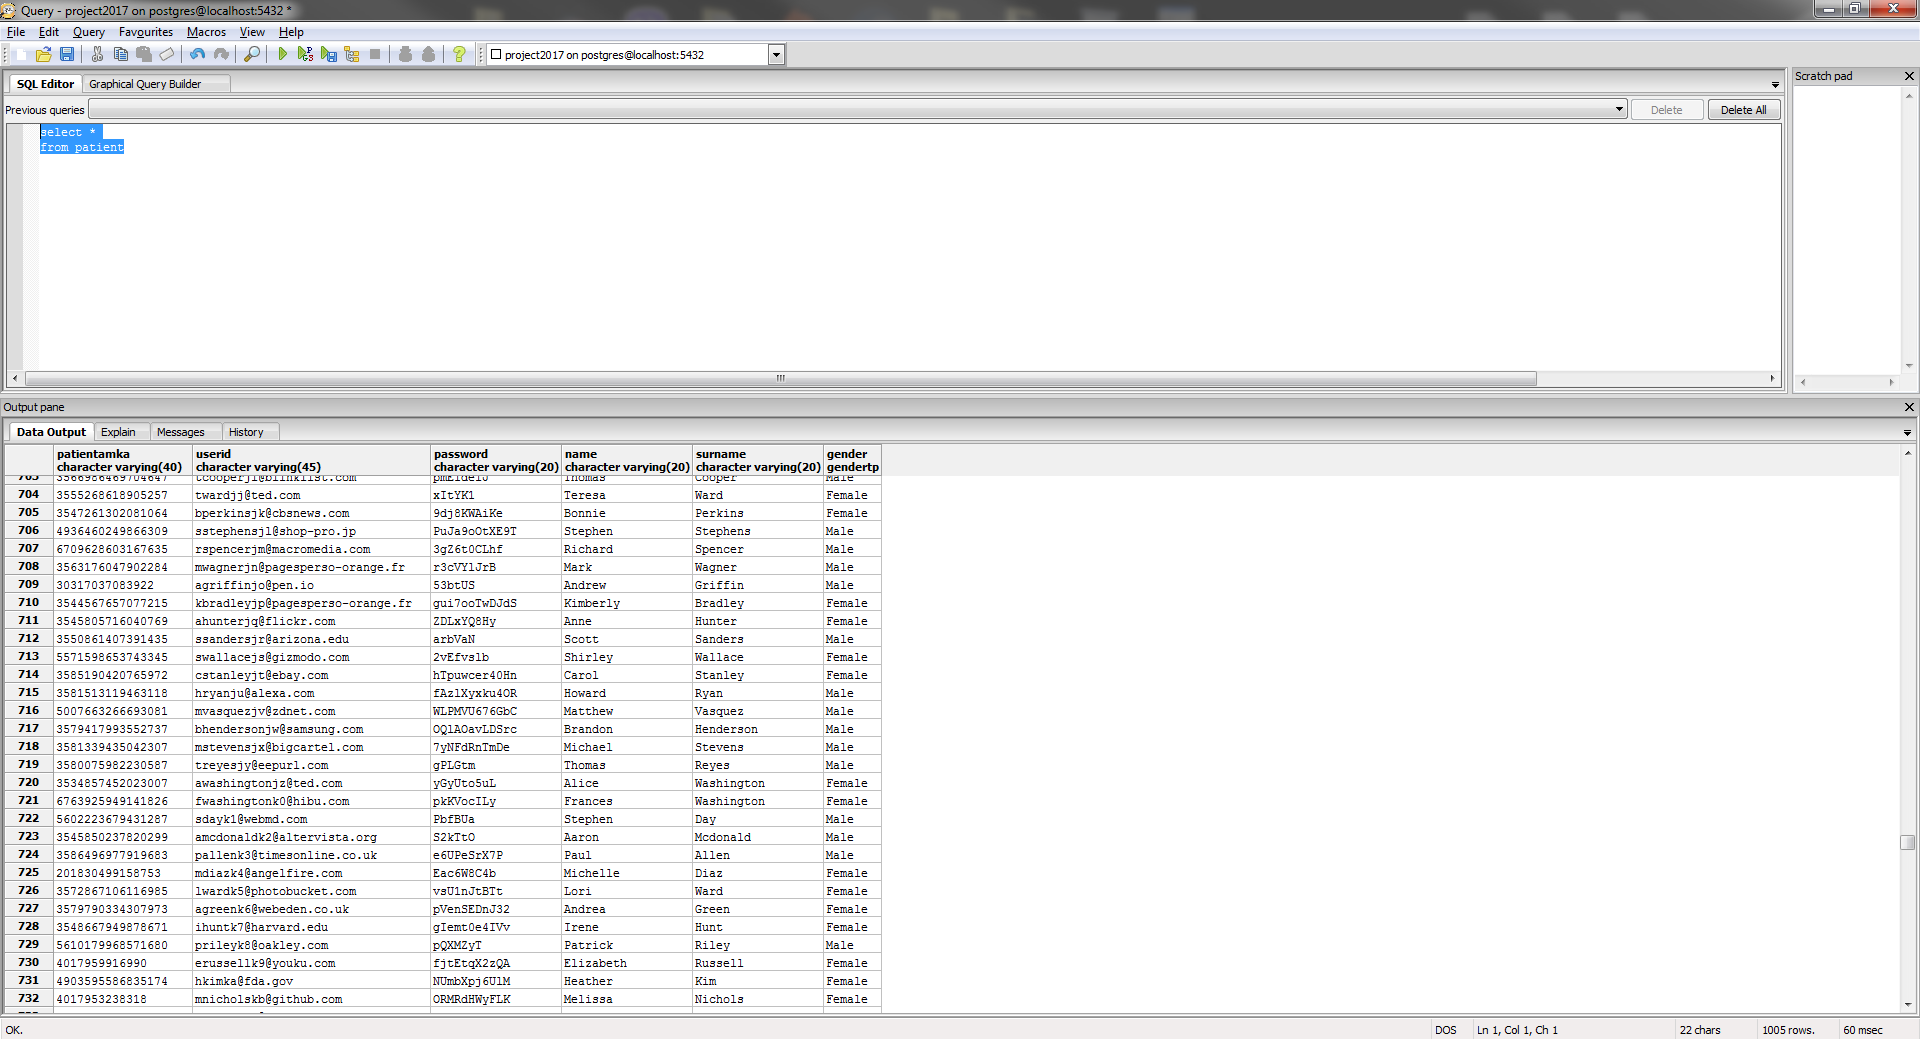 Query - project2017 on postgres@localhost:5432 *
File Edit Query Favourites Macros View Help
project2017 on postgres@localhost:5432
SQL Editor Graphical Query Builder
Scratch pad
Previous queries Delete Delete All
select *
from patient
Output pane
Data Output Explain Messages History
patientamka userid password name surname gender
character varying(40) character varying(45) character varying(20) character varying(20) character varying(20) gendertp
703 3566986469704647 tcooperji@blinklist.com Thomas Cooper Male
704 3555268618905257 twardjj@ted.com xItYK1 Teresa Ward Female
705 3547261302081064 bperkinsjk@cbsnews.com 9dj8KWAiKe Bonnie Perkins Female
706 4936460249866309 sstephensjl@shop-pro.jp PuJa9oOtXE9T Stephen Stephens Male
707 6709628603167635 rspencerjm@macromedia.com 3gZ6t0CLhf Richard Spencer Male
708 3563176047902284 mwagnerjn@pagesperso-orange.fr r3cVYlJrB Mark Wagner Male
709 30317037083922 agriffinjo@pen.io 53btUS Andrew Griffin Male
710 3544567657077215 kbradleyjp@pagesperso-orange.fr gui7ooTwDJdS Kimberly Bradley Female
711 3545805716040769 ahunterjq@flickr.com ZDLxYQ8Hy Anne Hunter Female
712 3550861407391435 ssandersjr@arizona.edu arbVaN Scott Sanders Male
713 5571598653743345 swallacejs@gizmodo.com 2vEfvslb Shirley Wallace Female
714 3585190420765972 cstanleyjt@ebay.com hTpuwcer40Hn Carol Stanley Female
715 3581513119463118 hryanju@alexa.com fAzlXyxku4OR Howard Ryan Male
716 5007663266693081 mvasquezjv@zdnet.com WLPMVU676GbC Matthew Vasquez Male
717 3579417993552737 bhendersonjw@samsung.com OQlAOavLDSrc Brandon Henderson Male
718 3581339435042307 mstevensjx@bigcartel.com 7yNFdRnTmDe Michael Stevens Male
719 3580075982230587 treyesjy@eepurl.com gPLGtm Thomas Reyes Male
720 3534857452023007 awashingtonjz@ted.com yGyUto5uL Alice Washington Female
721 6763925949141826 fwashingtonk0@hibu.com pkKVocILy Frances Washington Female
722 5602223679431287 sdayk1@webmd.com PbfBUa Stephen Day Male
723 3545850237820299 amcdonaldk2@altervista.org S2kTtO Aaron Mcdonald Male
724 3586496977919683 pallenk3@timesonline.co.uk e6UPeSrX7P Paul Allen Male
725 201830499158753 mdiazk4@angelfire.com Eac6W8C4b Michelle Diaz Female
726 3572867106116985 lwardk5@photobucket.com vsU1nJtBTt Lori Ward Female
727 3579790334307973 agreenk6@webeden.co.uk pVenSEDnJ32 Andrea Green Female
728 3548667949878671 ihuntk7@harvard.edu gIemt0e4IVv Irene Hunt Female
729 5610179968571680 prileyk8@oakley.com pQXMZyT Patrick Riley Male
730 4017959916990 erussellk9@youku.com fjtEtqX2zQA Elizabeth Russell Female
731 4903595586835174 hkimka@fda.gov NUmbXpj6UlM Heather Kim Female
732 4017953238318 mnicholskb@github.com ORMRdHWyFLK Melissa Nichols Female
OK. DOS Ln 1, Col 1, Ch 1 22 chars 1005 rows. 60 msec